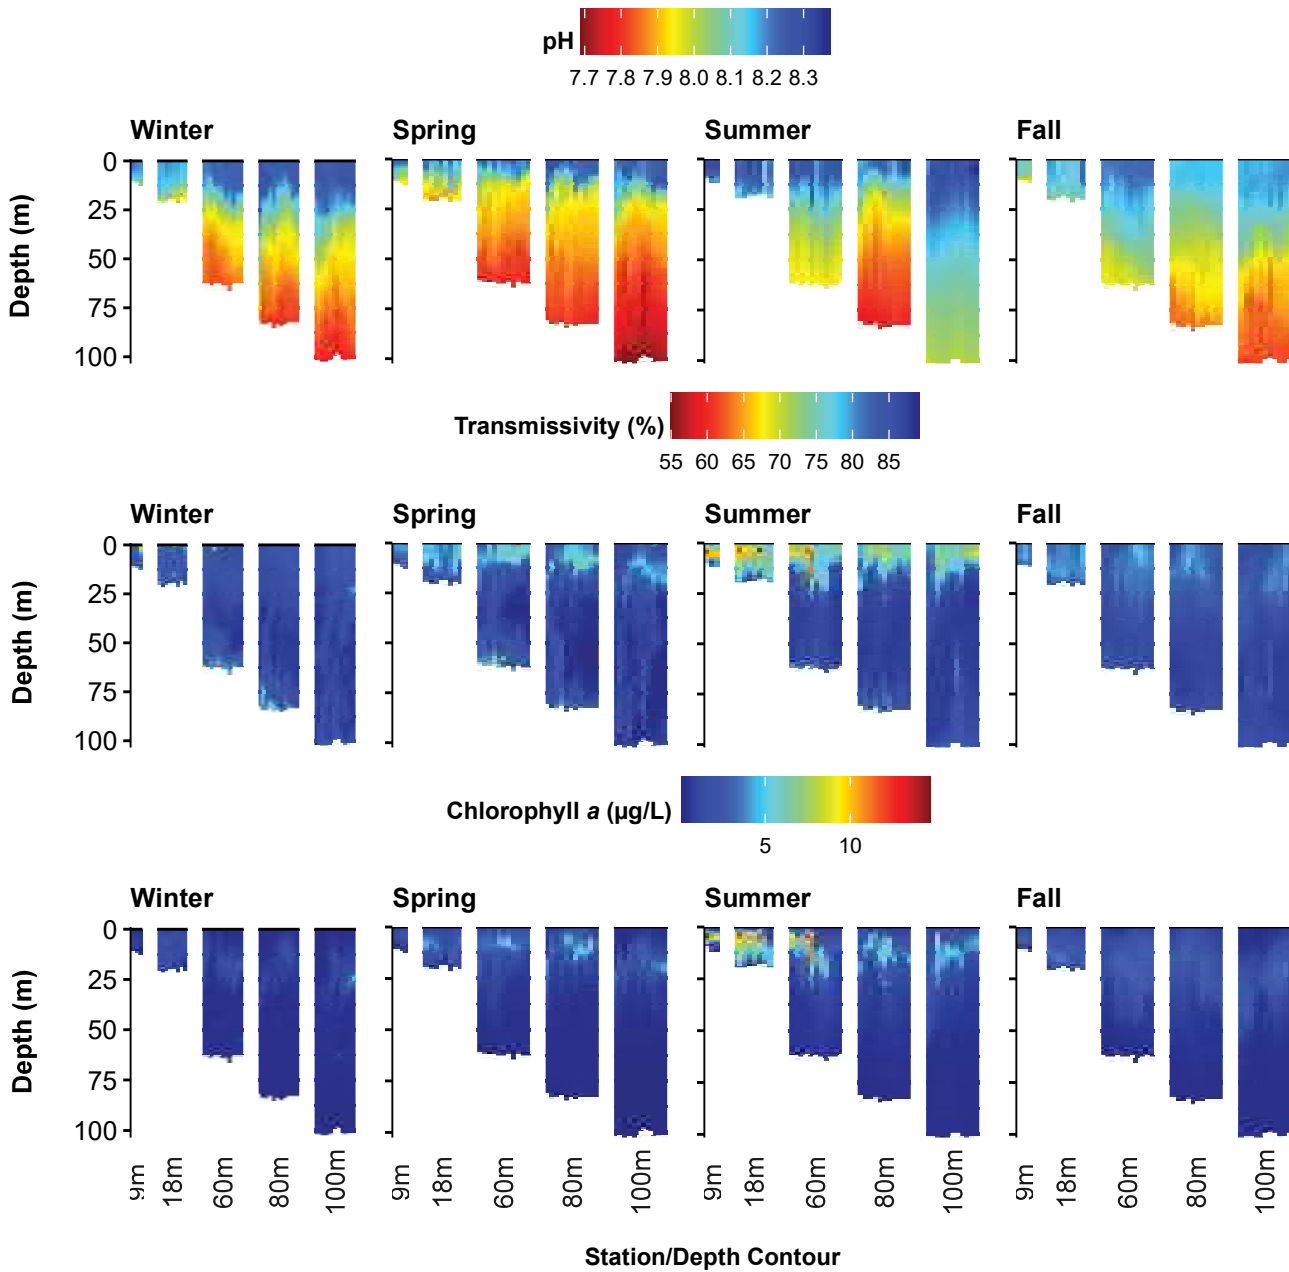 pH
7.7 7.8 7.9 8.0 8.1 8.2 8.3
Winter Spring Summer Fall
Depth (m)
0
25
50
75
100
Transmissivity (%)
55 60 65 70 75 80 85
Winter Spring Summer Fall
Depth (m)
0
25
50
75
100
Chlorophyll a (µg/L)
5 10
Winter Spring Summer Fall
Depth (m)
0
25
50
75
100
9m 18m 60m 80m 100m 9m 18m 60m 80m 100m 9m 18m 60m 80m 100m 9m 18m 60m 80m 100m
Station/Depth Contour